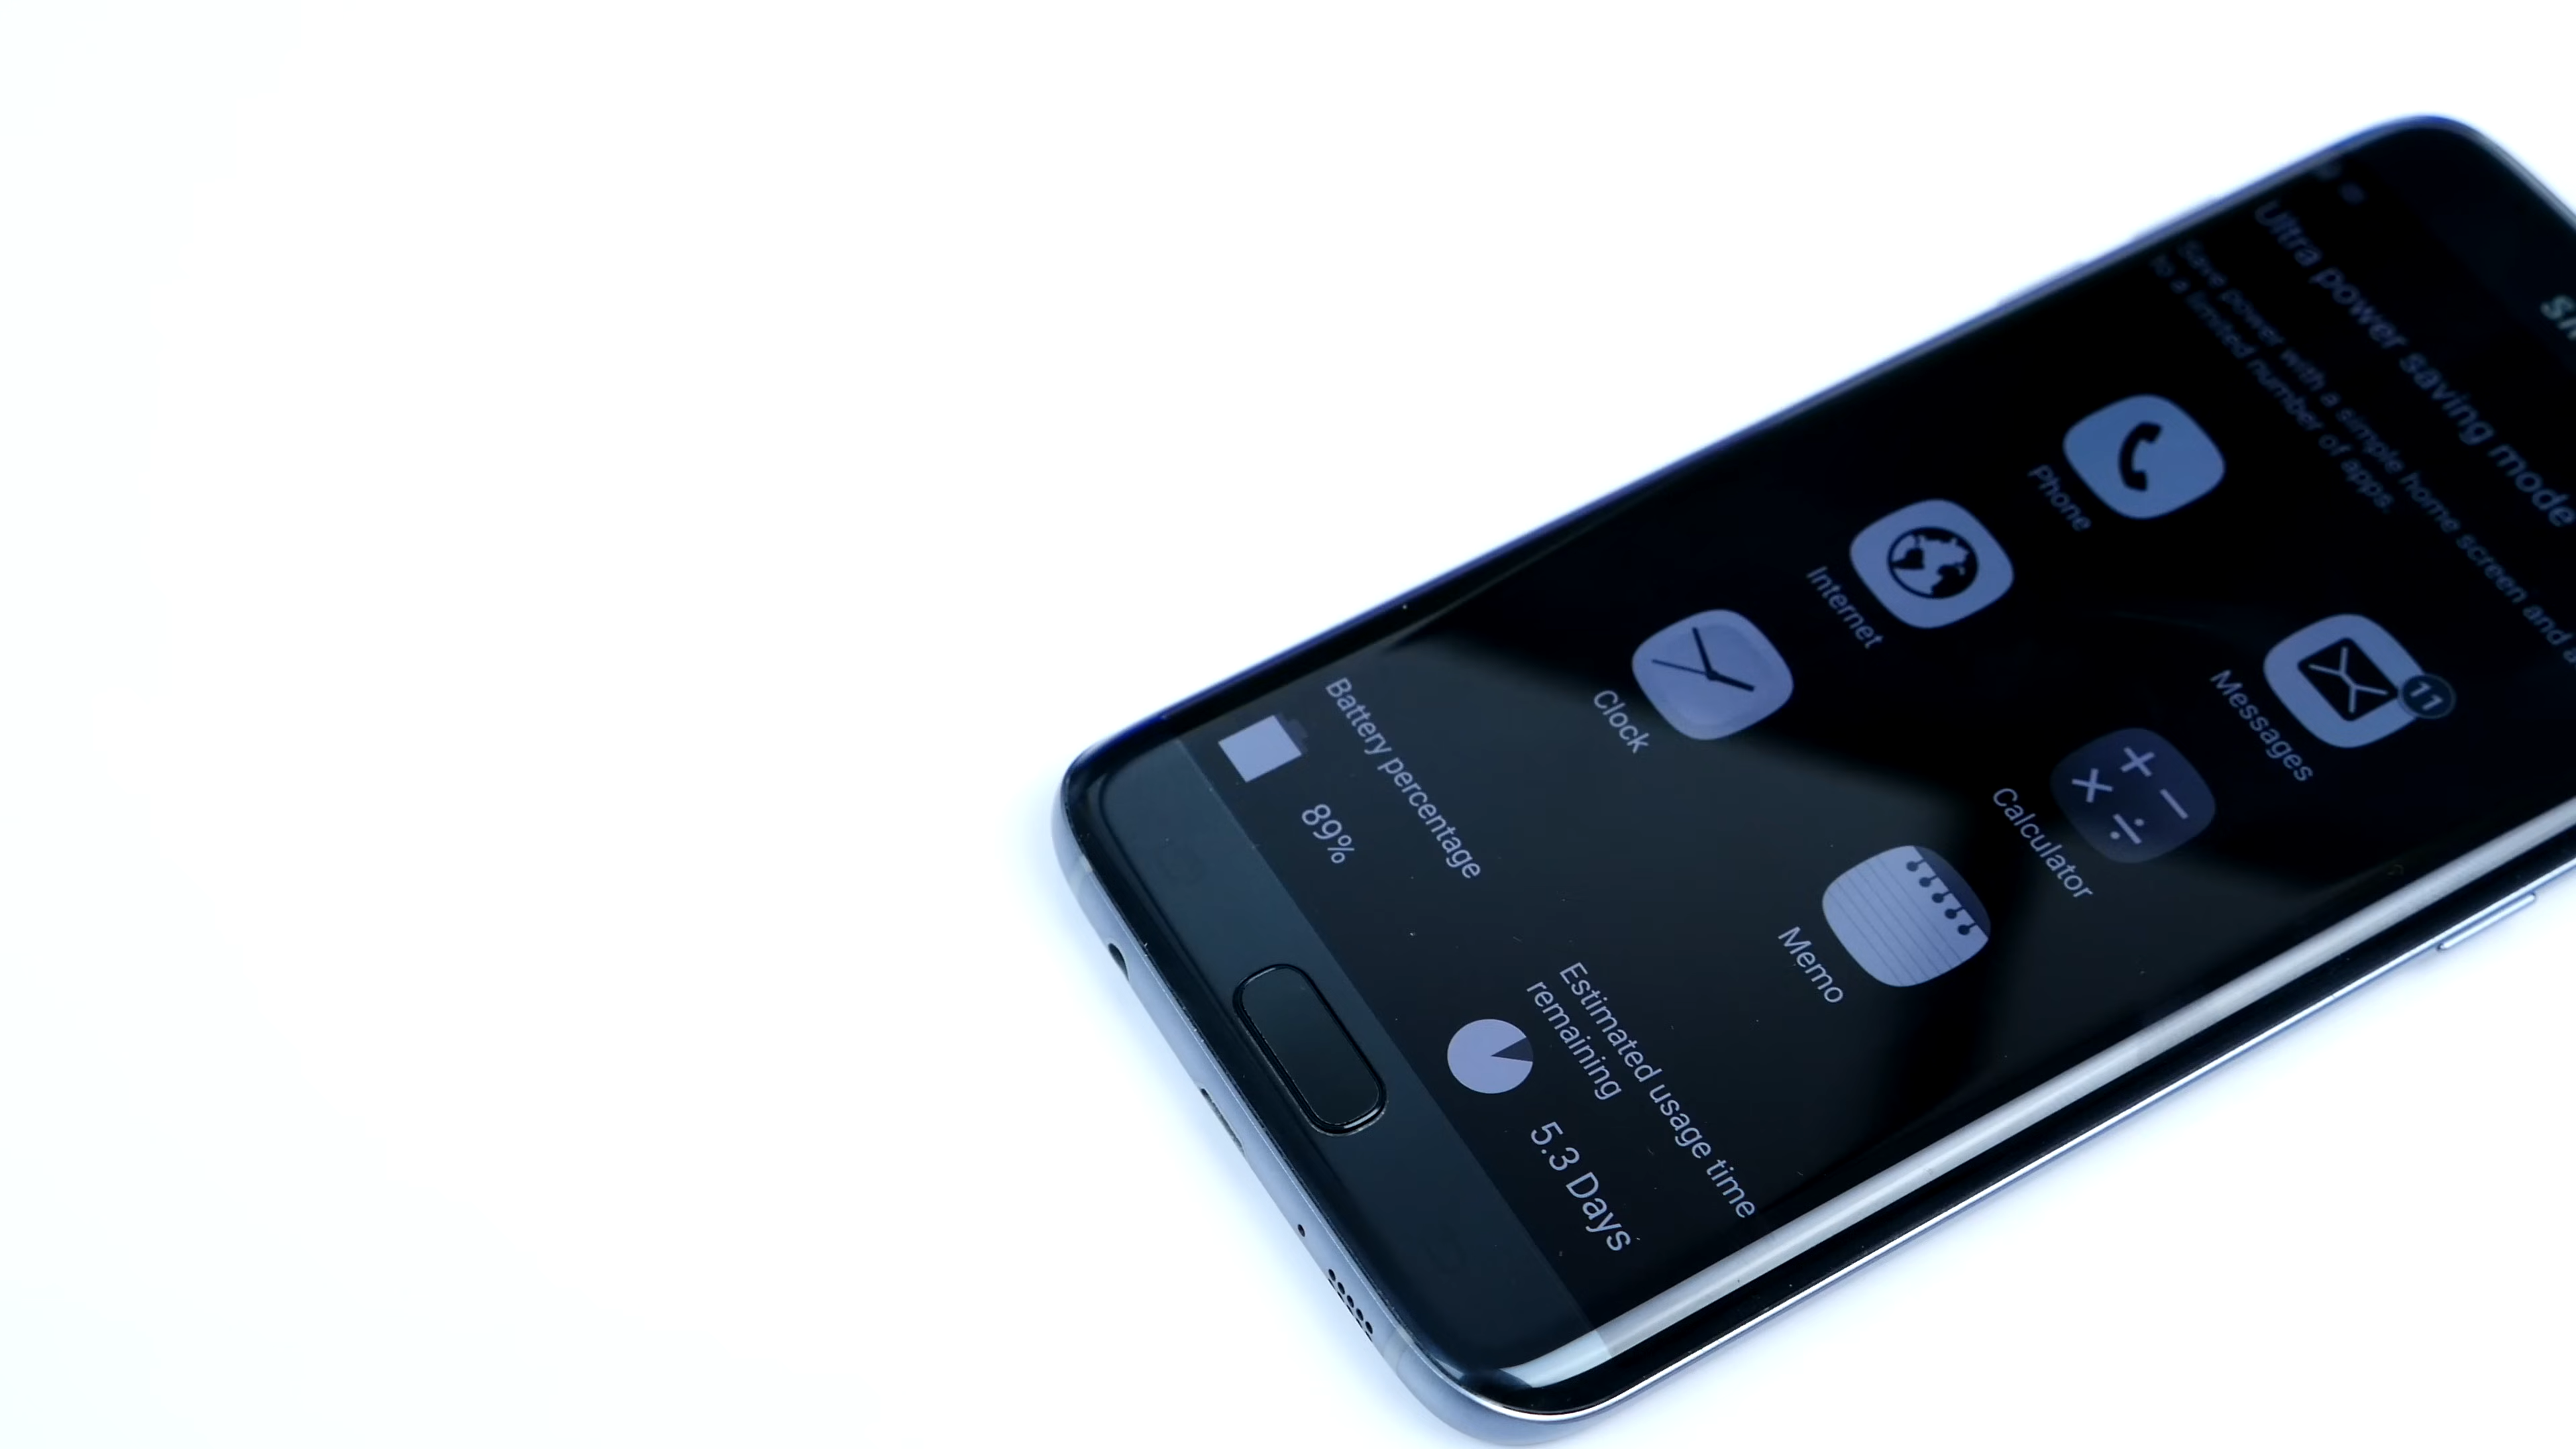 Ultra power saving mode
Save power with a simple home screen and
to a limited number of apps.
Phone
Messages
11
Internet
Calculator
Clock
Memo
Battery percentage
89%
Estimated usage time
remaining
5.3 Days